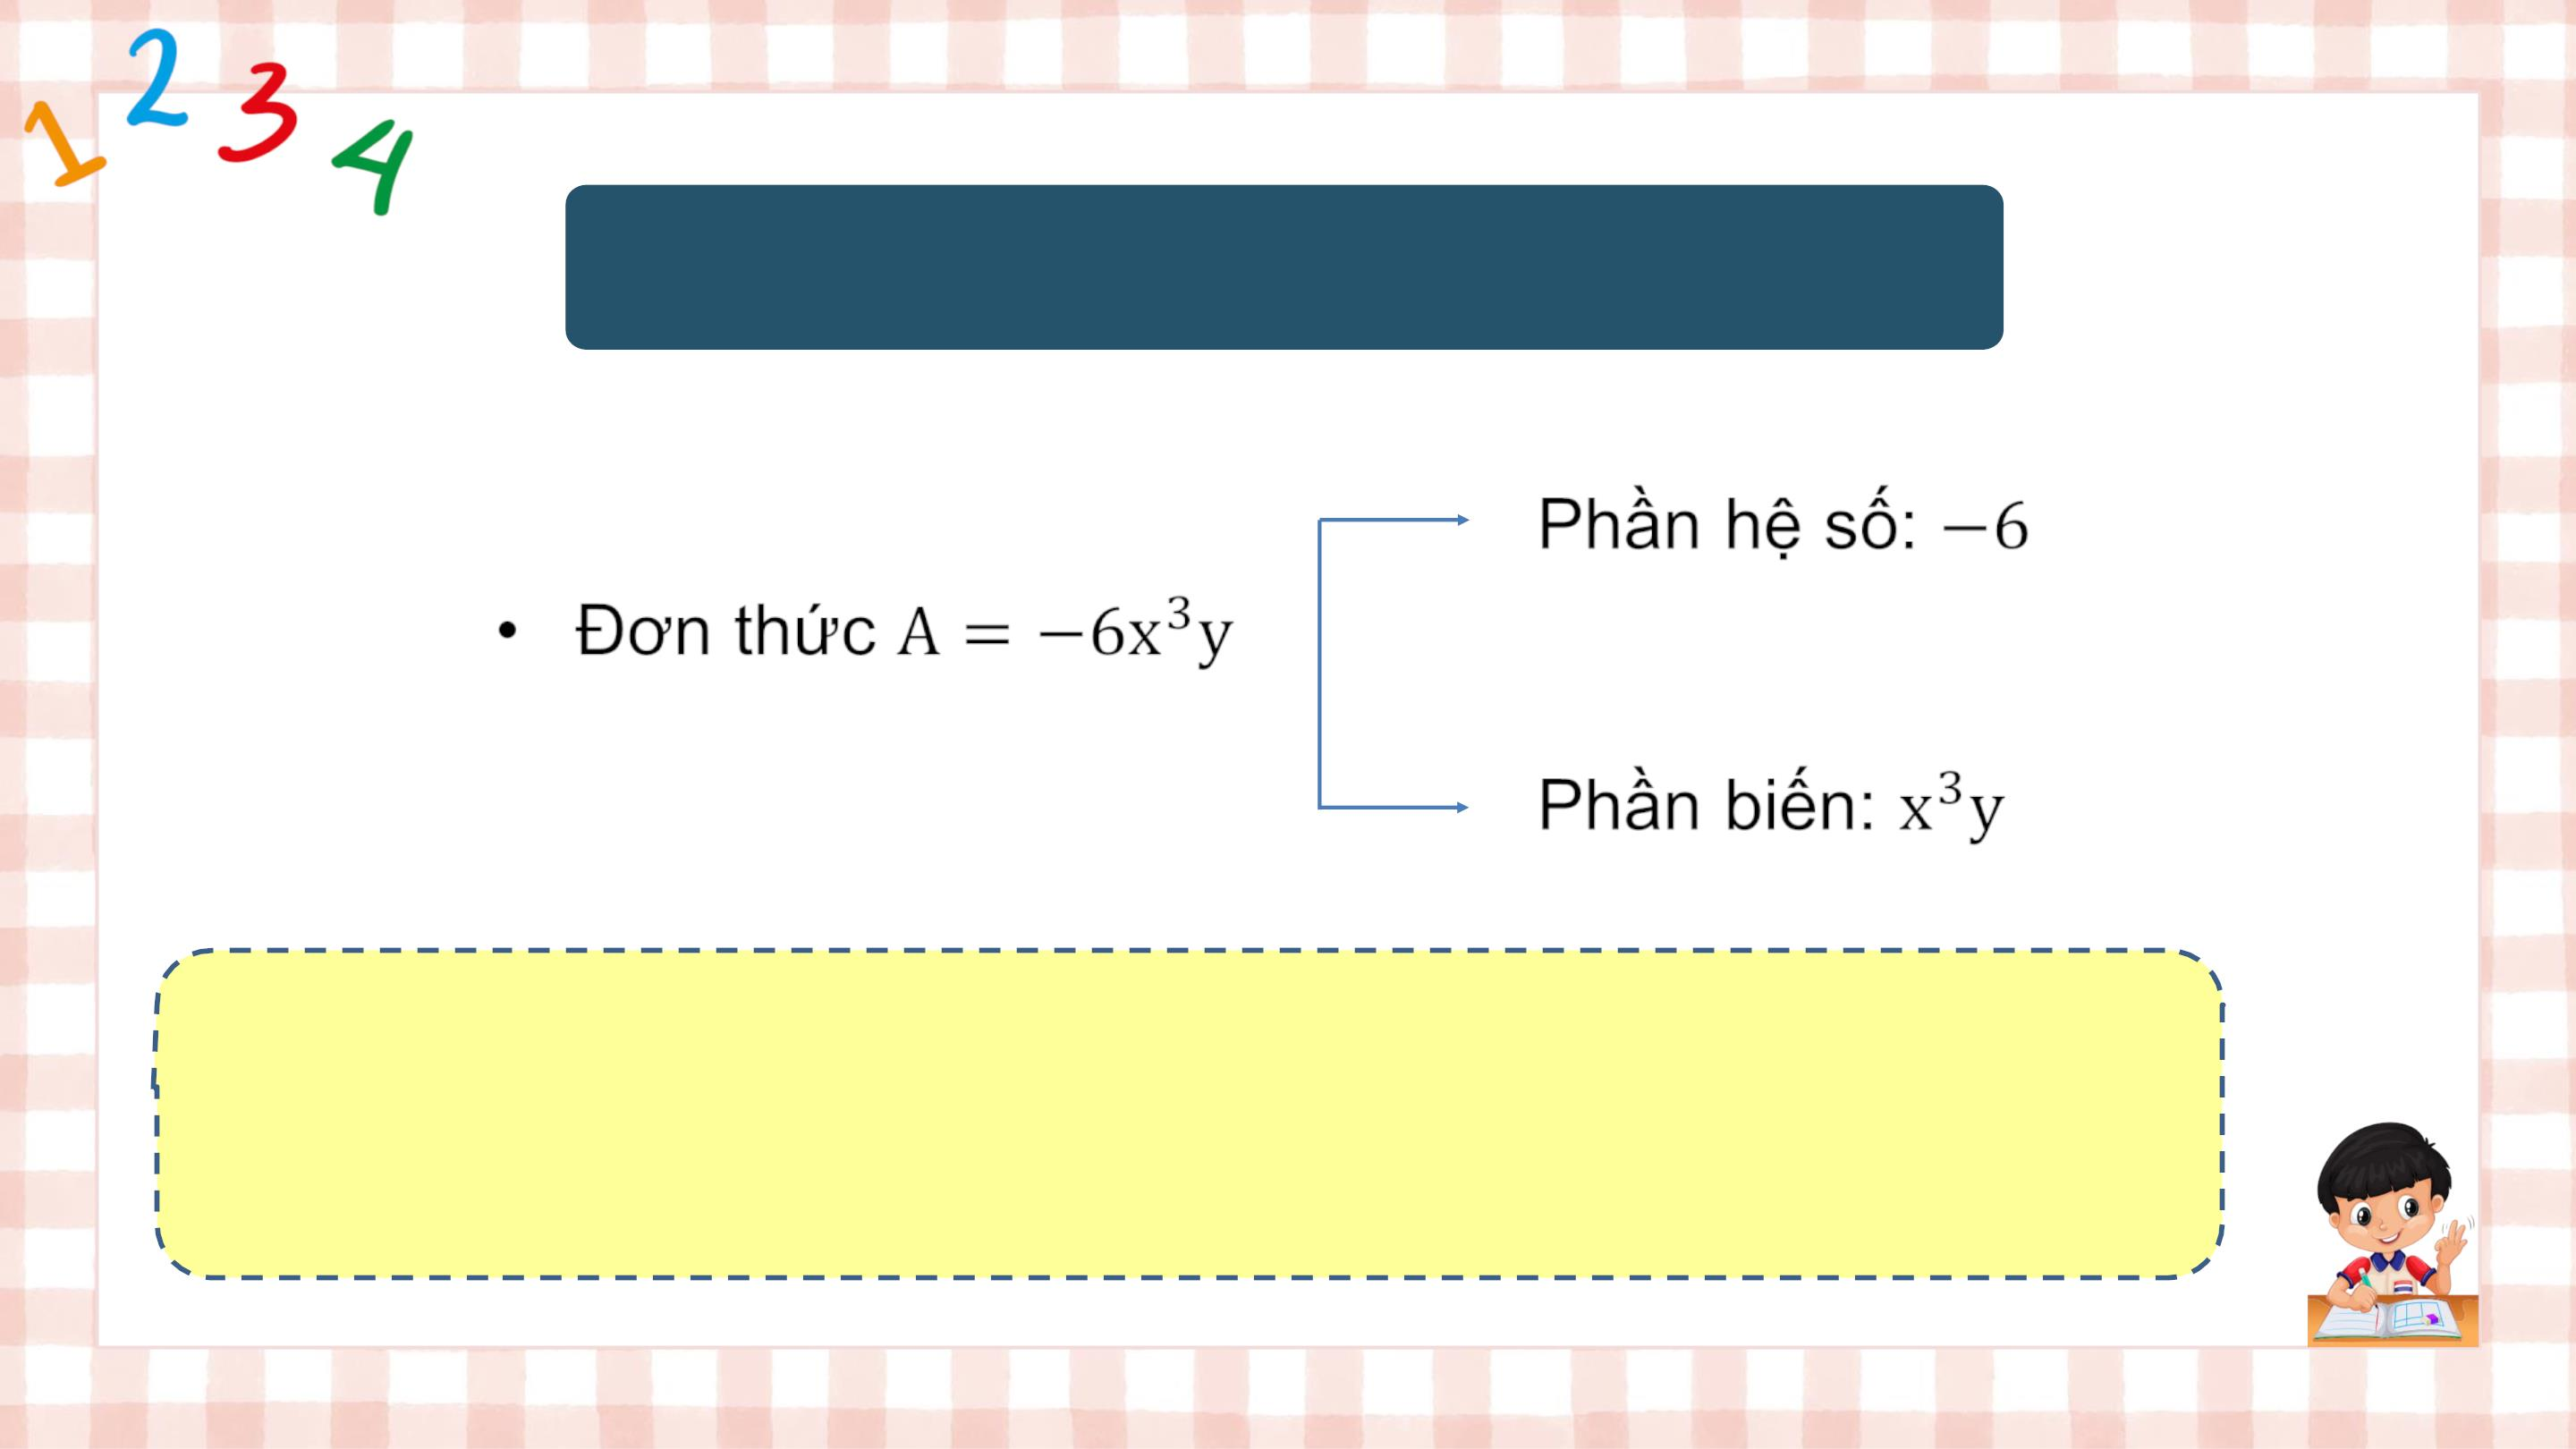 1 2 3 4
Phần hệ số: −6
• Đơn thức A = −6x³y
Phần biến: x³y